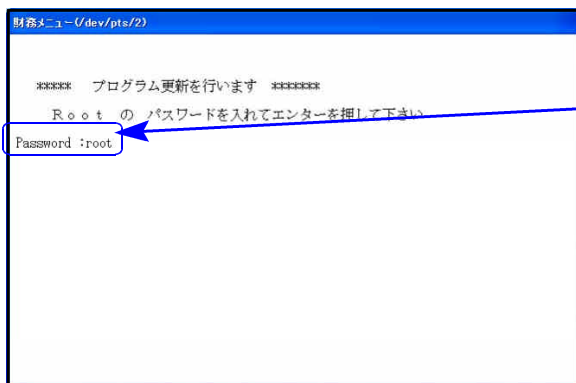 財務メニュー(/dev/pts/2)
***** プログラム更新を行います *******
Ｒｏｏｔ の パスワードを入れてエンターを押して下さい
Password :root